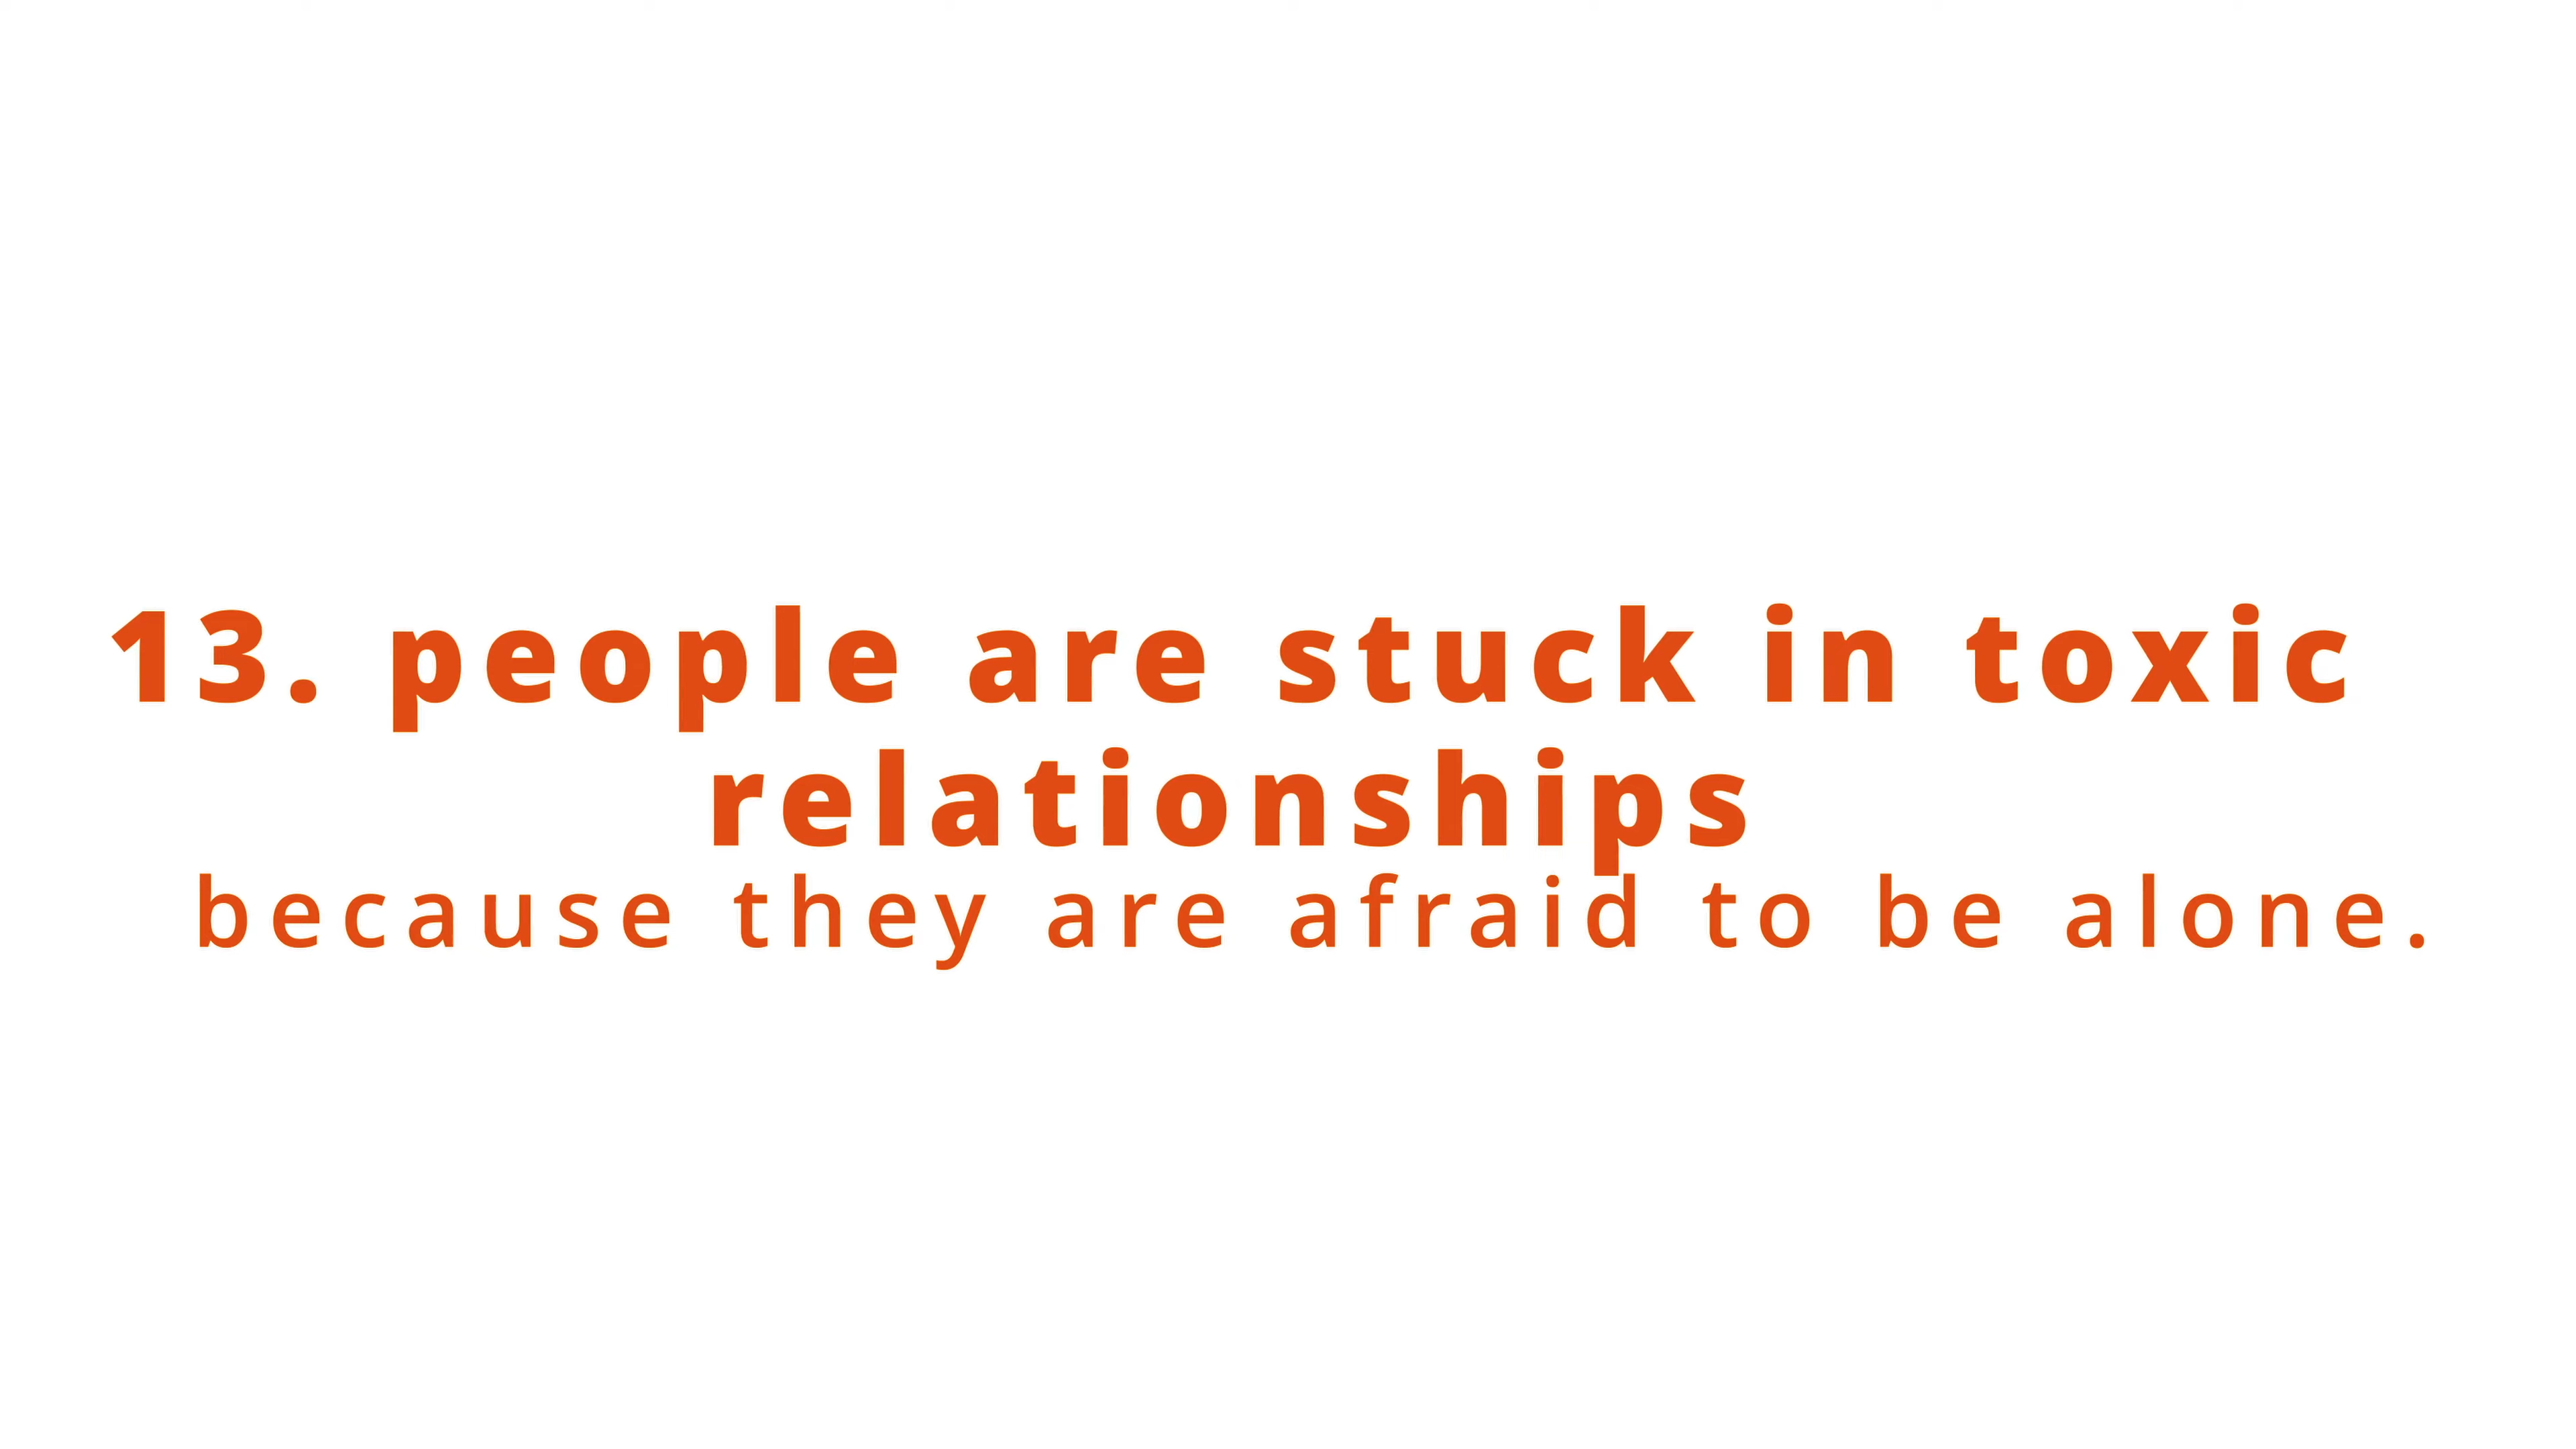 13. people are stuck in toxic
relationships
because they are afraid to be alone.